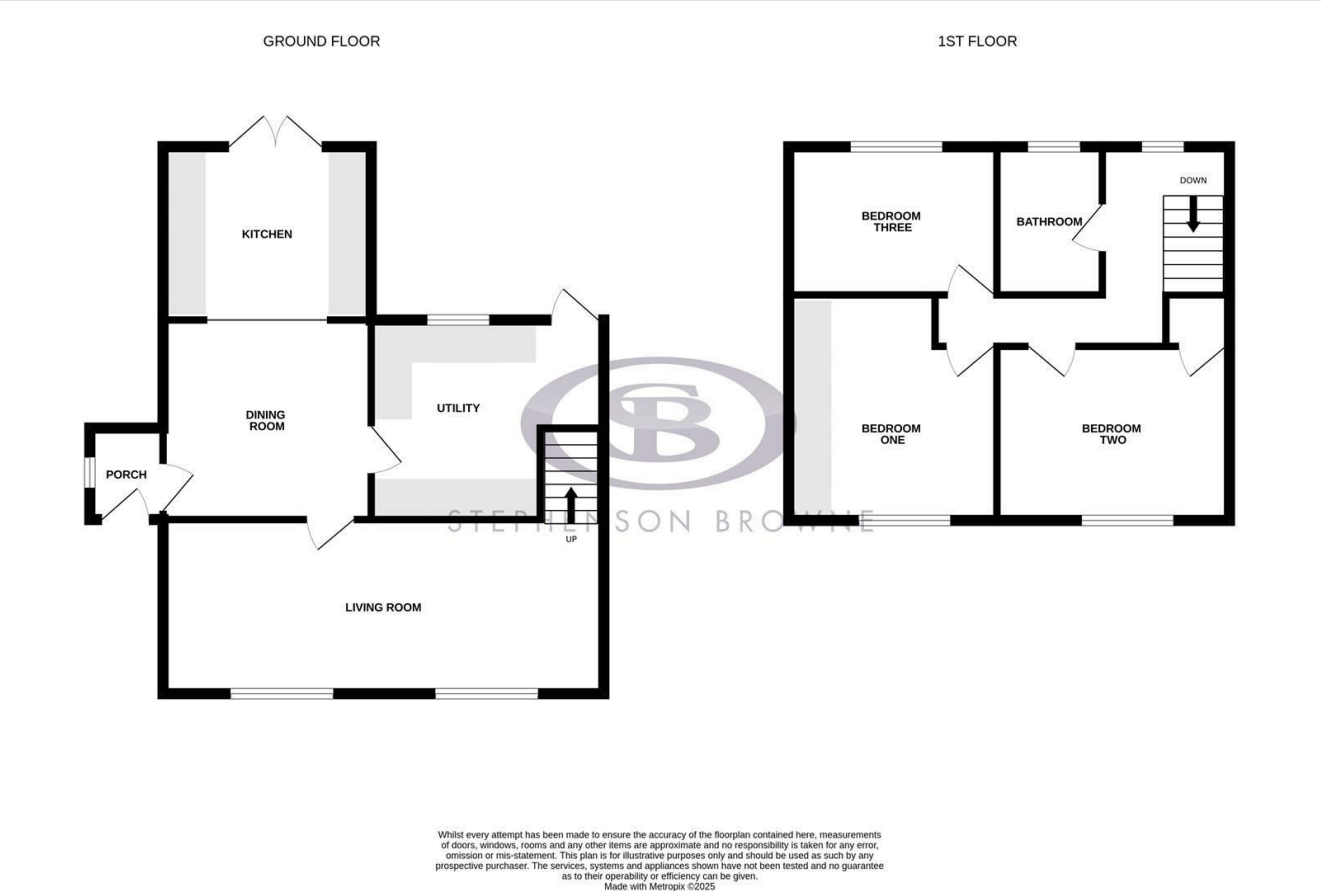 GROUND FLOOR
1ST FLOOR
KITCHEN
DINING
ROOM
UTILITY
PORCH
UP
LIVING ROOM
BEDROOM
THREE
BATHROOM
DOWN
BEDROOM
ONE
BEDROOM
TWO
SB
STEPHENSON BROWNE
Whilst every attempt has been made to ensure the accuracy of the floorplan contained here, measurements
of doors, windows, rooms and any other items are approximate and no responsibility is taken for any error,
omission or mis-statement. This plan is for illustrative purposes only and should be used as such by any
prospective purchaser. The services, systems and appliances shown have not been tested and no guarantee
as to their operability or efficiency can be given.
Made with Metropix ©2025